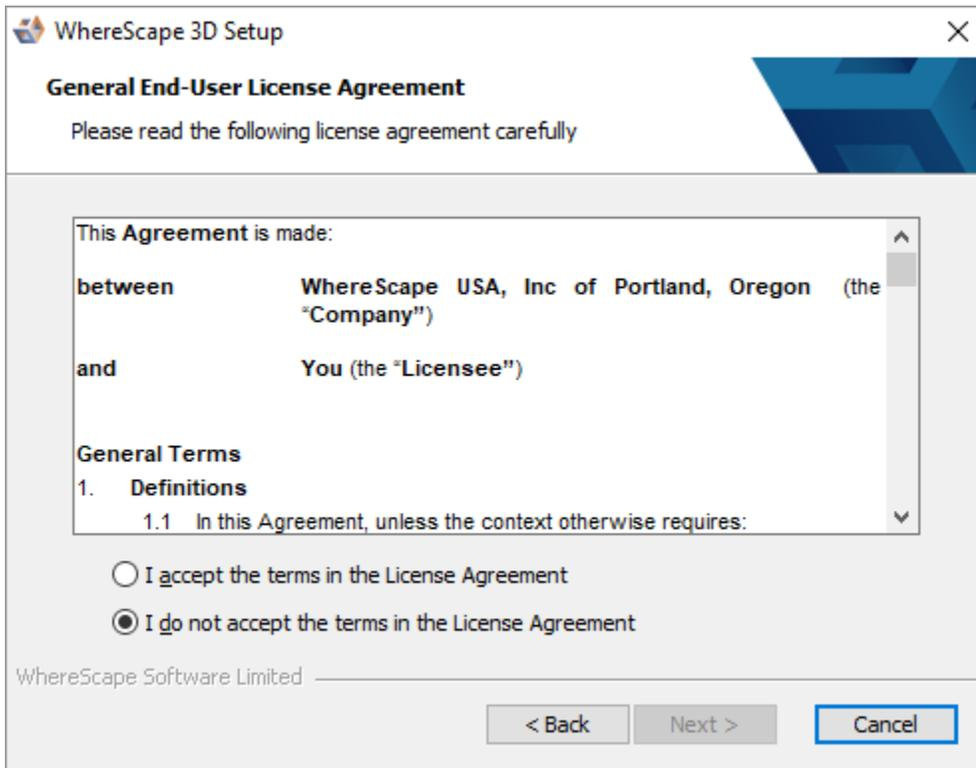 WhereScape 3D Setup
General End-User License Agreement
Please read the following license agreement carefully
This Agreement is made:
between WhereScape USA, Inc of Portland, Oregon (the
“Company”)
and You (the “Licensee”)
General Terms
1. Definitions
1.1 In this Agreement, unless the context otherwise requires:
I accept the terms in the License Agreement
I do not accept the terms in the License Agreement
WhereScape Software Limited
< Back Next > Cancel